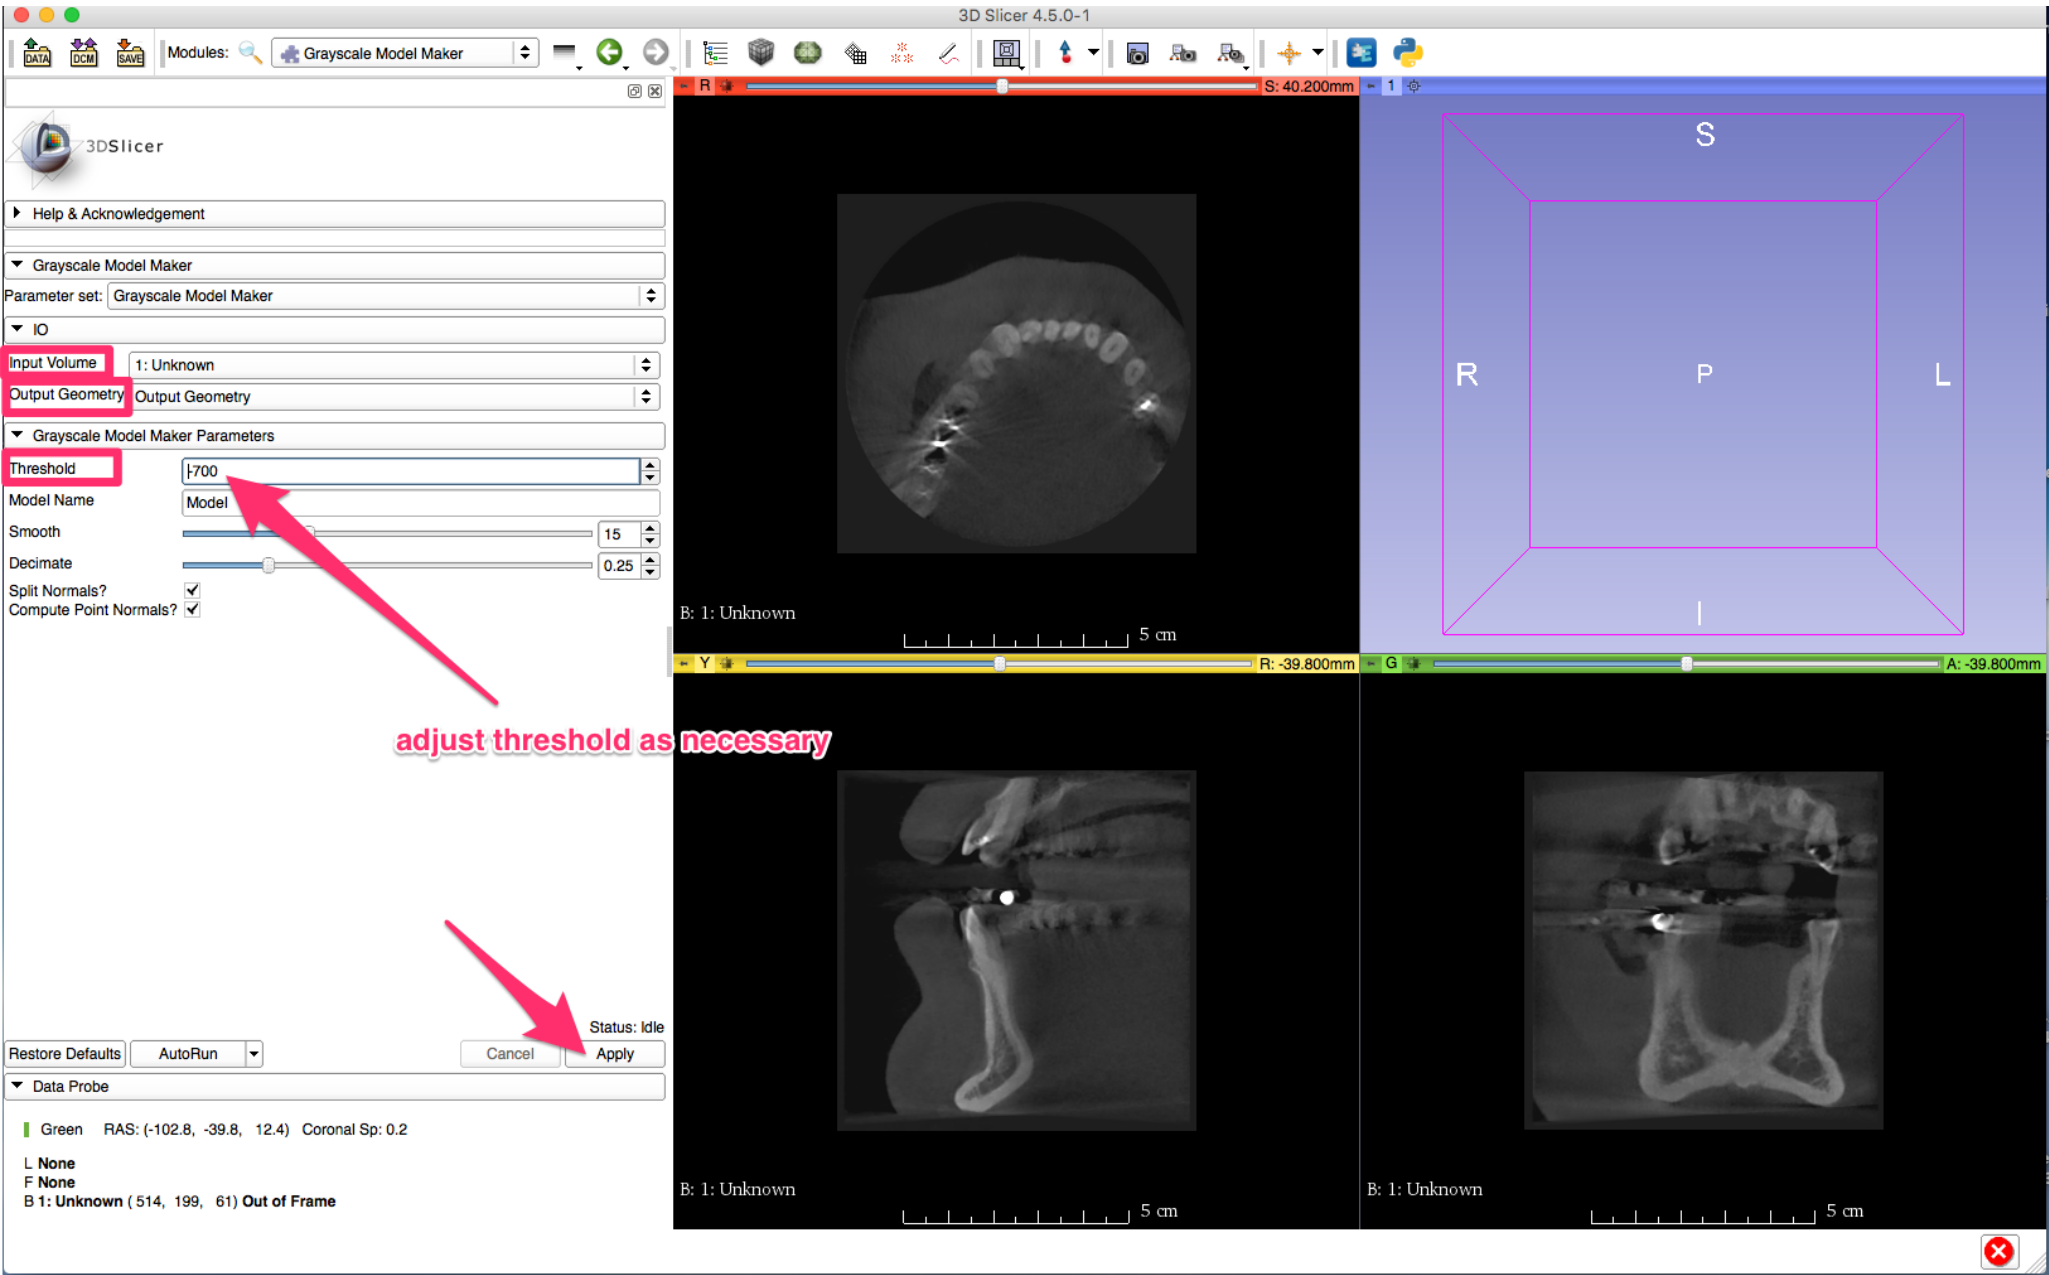 3D Slicer 4.5.0-1
DATA DCM SAVE Modules: Grayscale Model Maker
R S: 40.200mm 1
3DSlicer
Help & Acknowledgement
Grayscale Model Maker
Parameter set: Grayscale Model Maker
IO
Input Volume 1: Unknown
Output Geometry Output Geometry
Grayscale Model Maker Parameters
Threshold -700
Model Name Model
Smooth 15
Decimate 0.25
Split Normals?
Compute Point Normals?
S
R P L
I
B: 1: Unknown
5 cm
Y R: -39.800mm G A: -39.800mm
adjust threshold as necessary
Status: Idle
Restore Defaults AutoRun Cancel Apply
Data Probe
Green RAS: (-102.8, -39.8, 12.4) Coronal Sp: 0.2
L None
F None
B 1: Unknown ( 514, 199, 61) Out of Frame
B: 1: Unknown
5 cm
B: 1: Unknown
5 cm